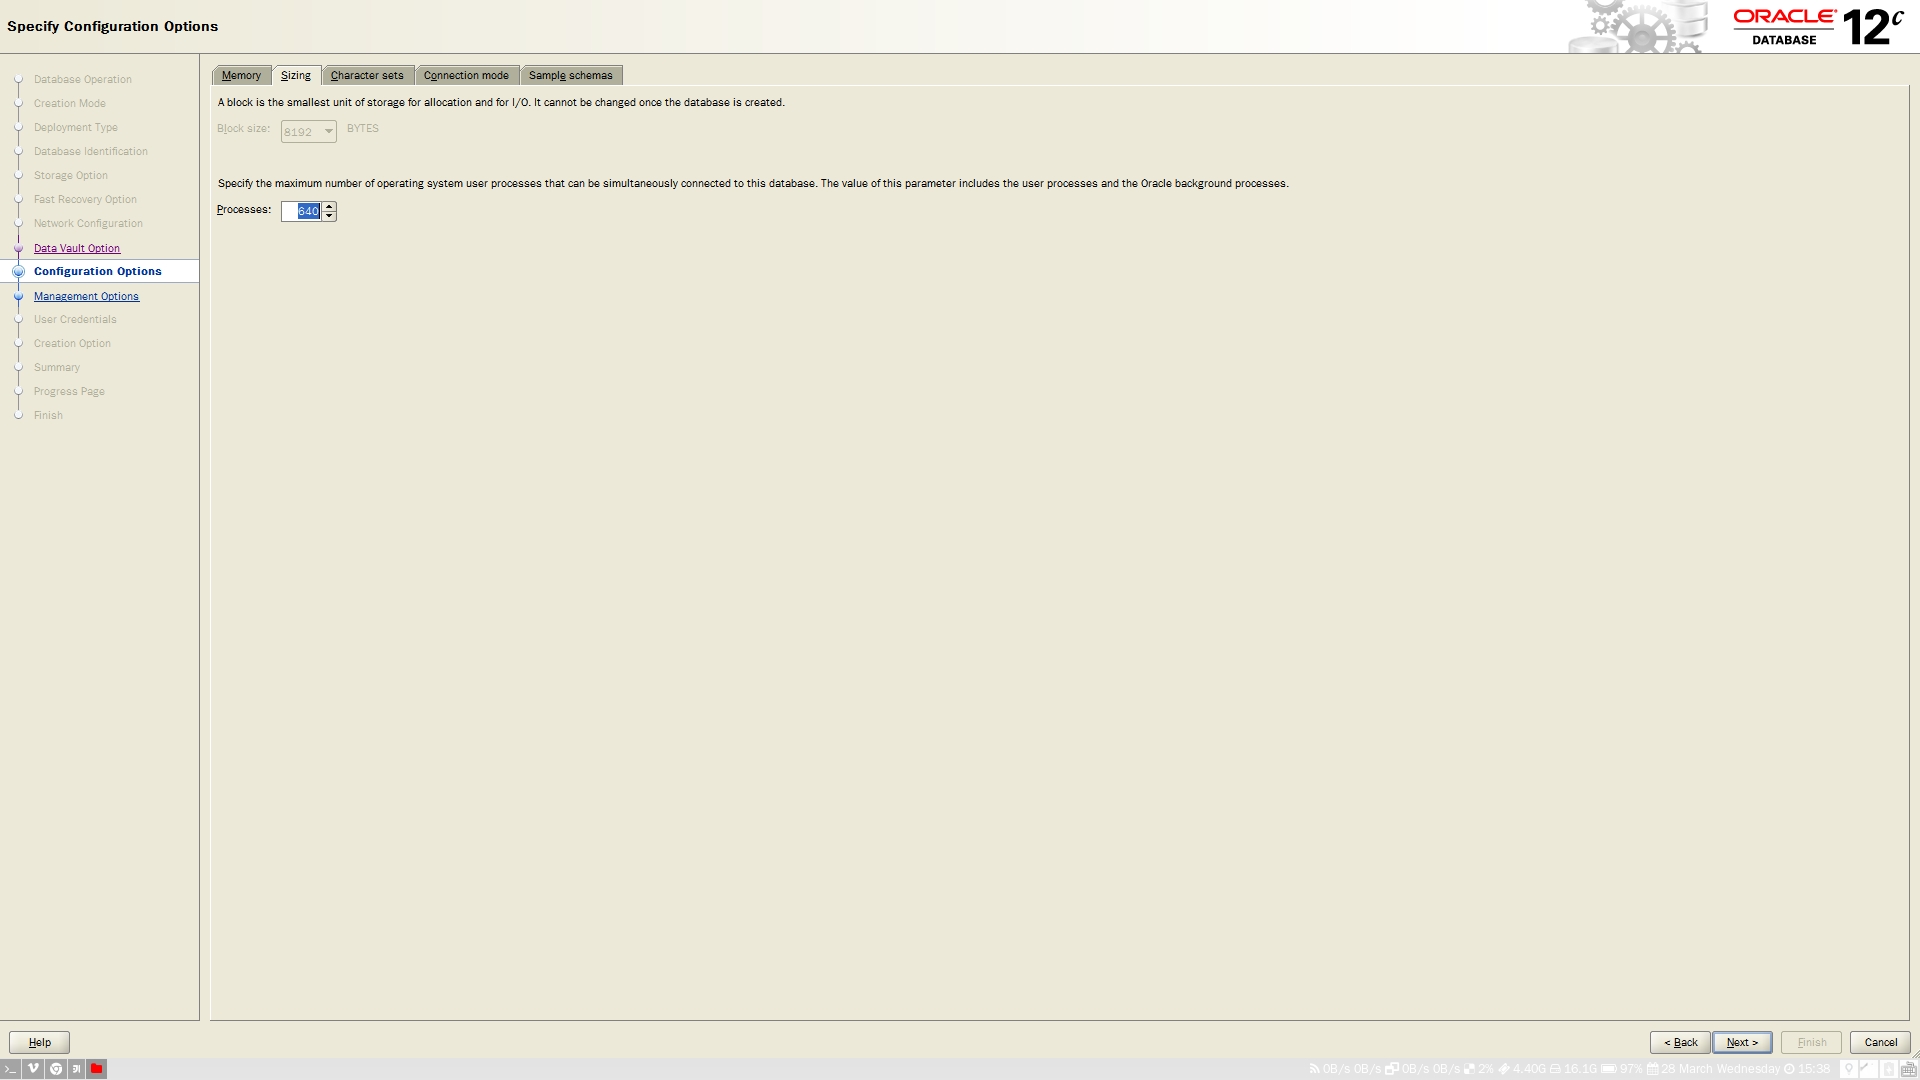 Specify Configuration Options
ORACLE
DATABASE
12c
Database Operation
Creation Mode
Deployment Type
Database Identification
Storage Option
Fast Recovery Option
Network Configuration
Data Vault Option
Configuration Options
Management Options
User Credentials
Creation Option
Summary
Progress Page
Finish
Memory Sizing Character sets Connection mode Sample schemas
A block is the smallest unit of storage for allocation and for I/O. It cannot be changed once the database is created.
Block size: 8192 BYTES
Specify the maximum number of operating system user processes that can be simultaneously connected to this database. The value of this parameter includes the user processes and the Oracle background processes.
Processes: 640
Help < Back Next > Finish Cancel
0B/s 0B/s 0B/s 0B/s 2% 4.40G 16.1G 97% 28 March Wednesday 15:38